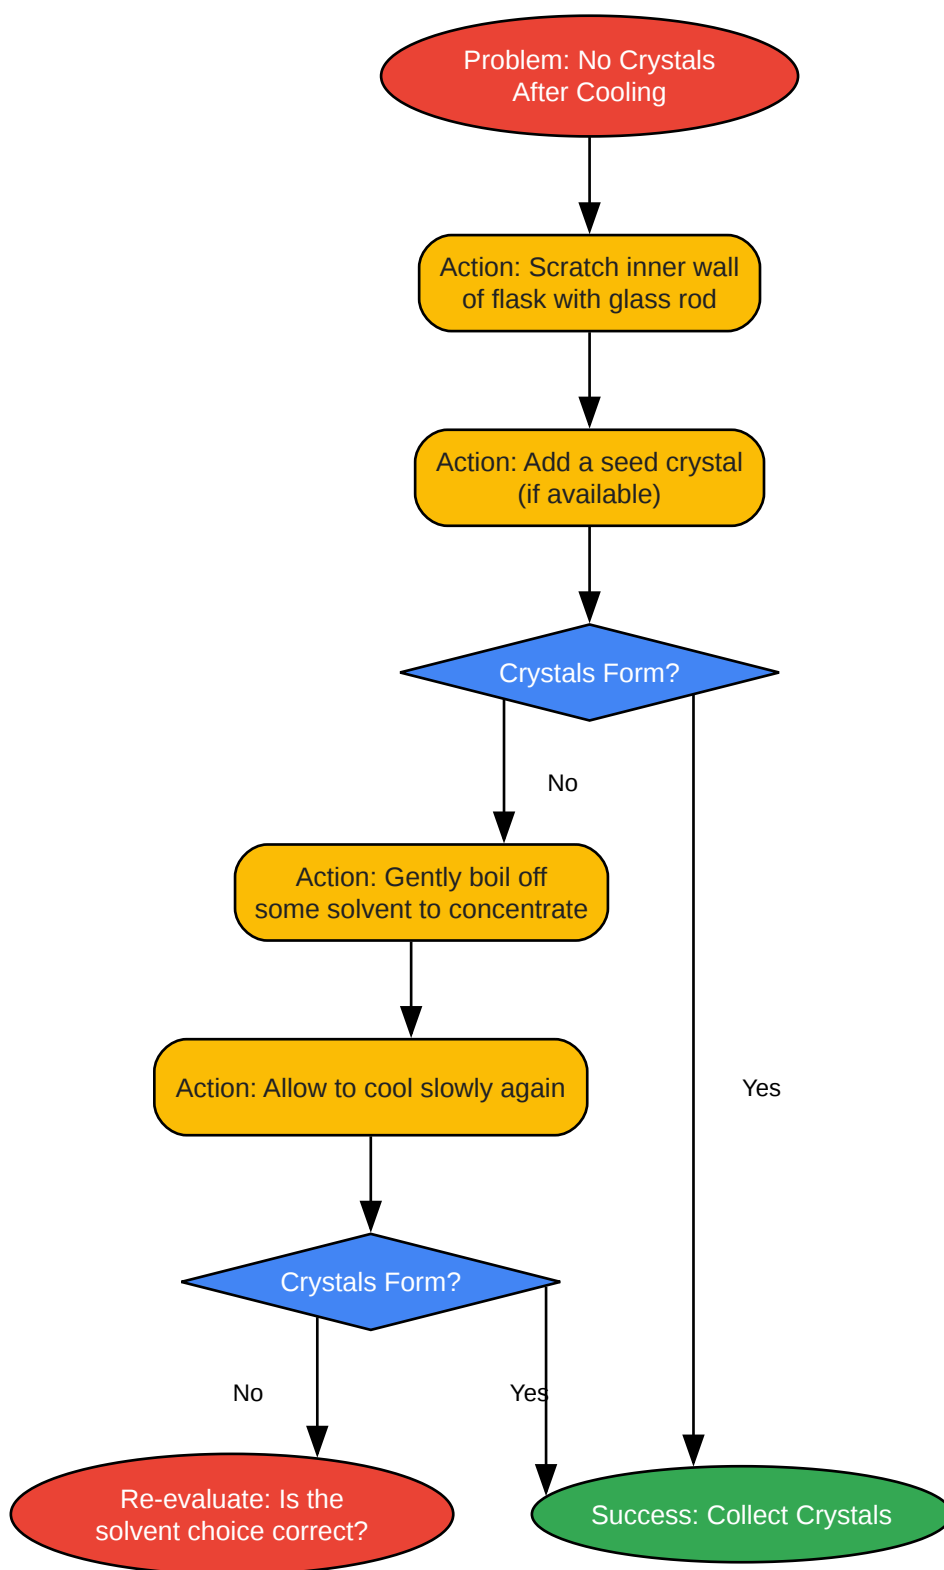 Problem: No Crystals
After Cooling
Action: Scratch inner wall
of flask with glass rod
Action: Add a seed crystal
(if available)
Crystals Form?
No
Action: Gently boil off
some solvent to concentrate
Action: Allow to cool slowly again
Yes
Crystals Form?
No
Yes
Re-evaluate: Is the
solvent choice correct?
Success: Collect Crystals